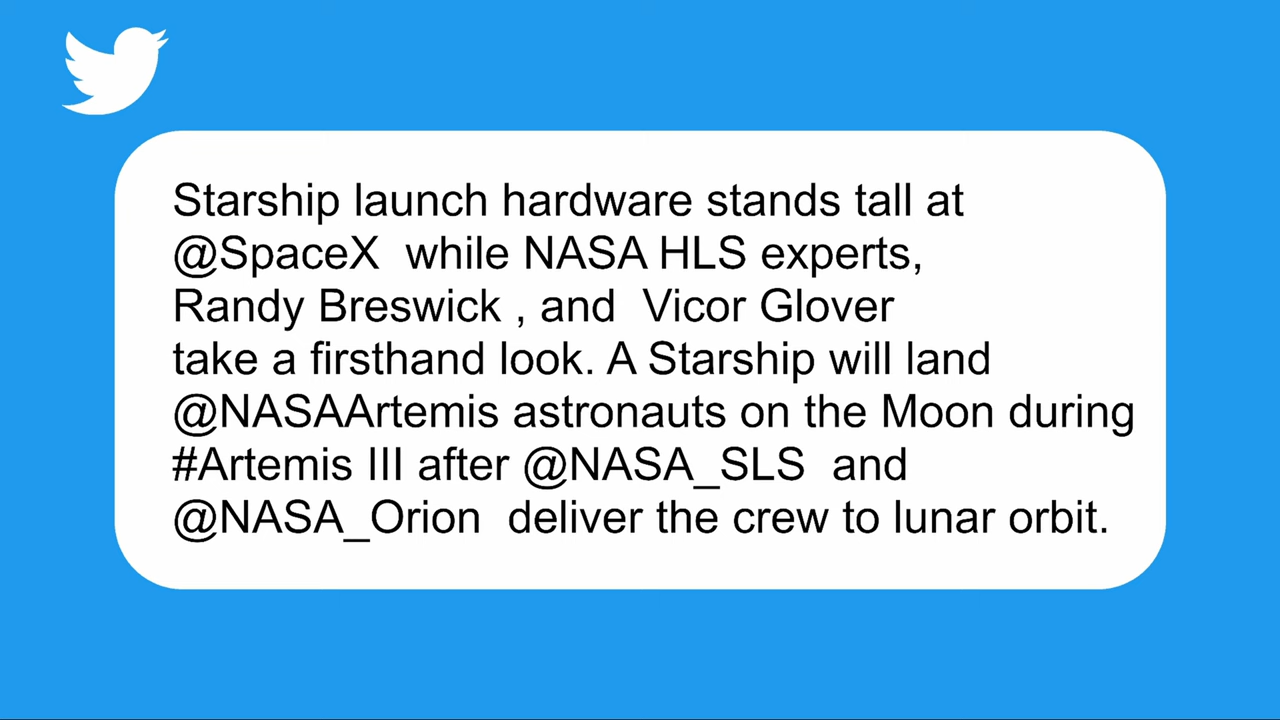 Starship launch hardware stands tall at
@SpaceX  while NASA HLS experts,
Randy Breswick , and  Vicor Glover
take a firsthand look. A Starship will land
@NASAArtemis astronauts on the Moon during
#Artemis III after @NASA_SLS  and
@NASA_Orion  deliver the crew to lunar orbit.